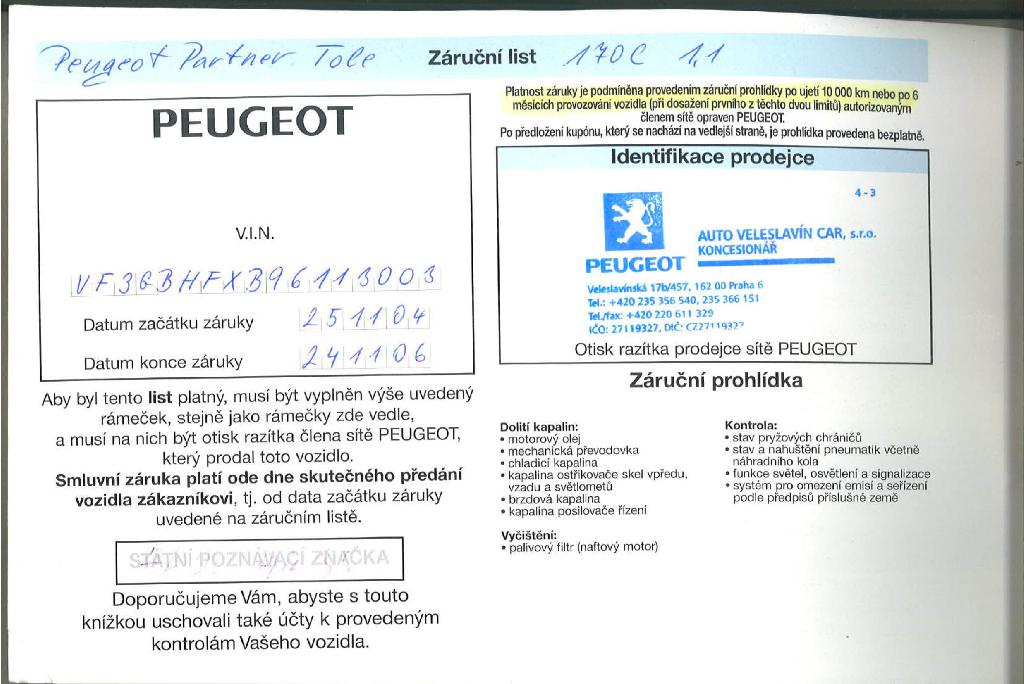 Peugeot Partner Tole Záruční list 170C 1,1
PEUGEOT
V.I.N.
VF3GBHFXB96113003
Datum začátku záruky 251104
Datum konce záruky 241106
Aby byl tento list platný, musí být vyplněn výše uvedený
rámeček, stejně jako rámečky zde vedle,
a musí na nich být otisk razítka člena sítě PEUGEOT,
který prodal toto vozidlo.
Smluvní záruka platí ode dne skutečného předání
vozidla zákazníkovi, tj. od data začátku záruky
uvedené na záručním listě.
STÁTNÍ POZNÁVACÍ ZNAČKA
Doporučujeme Vám, abyste s touto
knížkou uschovali také účty k provedeným
kontrolám Vašeho vozidla.
Platnost záruky je podmíněna provedením záruční prohlídky po ujetí 10 000 km nebo po 6
měsících provozování vozidla (při dosažení prvního z těchto dvou limitů) autorizovaným
členem sítě opraven PEUGEOT.
Po předložení kupónu, který se nachází na vedlejší straně, je prohlídka provedena bezplatně.
Identifikace prodejce
4-3
AUTO VELESLAVÍN CAR, s.r.o.
KONCESIONÁŘ
PEUGEOT
Veleslavínská 17b/457, 162 00 Praha 6
Tel.: +420 235 356 540, 235 366 151
Tel./fax: +420 220 611 329
IČO: 27119327, DIČ: CZ27119327
Otisk razítka prodejce sítě PEUGEOT
Záruční prohlídka
Dolití kapalin:
• motorový olej
• mechanická převodovka
• chladicí kapalina
• kapalina ostřikovače skel vpředu,
vzadu a světlometů
• brzdová kapalina
• kapalina posilovače řízení
Vyčištění:
• palivový filtr (naftový motor)
Kontrola:
• stav pryžových chráničů
• stav a nahuštění pneumatik včetně
náhradního kola
• funkce světel, osvětlení a signalizace
• systém pro omezení emisí a seřízení
podle předpisů příslušné země